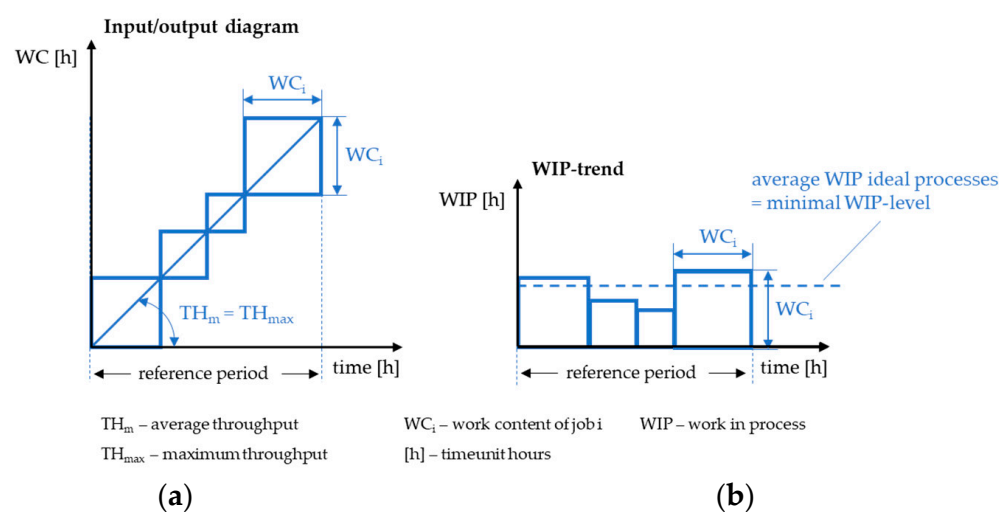 Input/output diagram
WC [h]
WCᵢ
WCᵢ
THₘ = THₘₐₓ
time [h]
reference period
WIP-trend
WIP [h]
average WIP ideal processes
= minimal WIP-level
WCᵢ
WCᵢ
time [h]
reference period
THₘ – average throughput
WCᵢ – work content of job i
WIP – work in process
THₘₐₓ – maximum throughput
[h] – timeunit hours
(a)
(b)